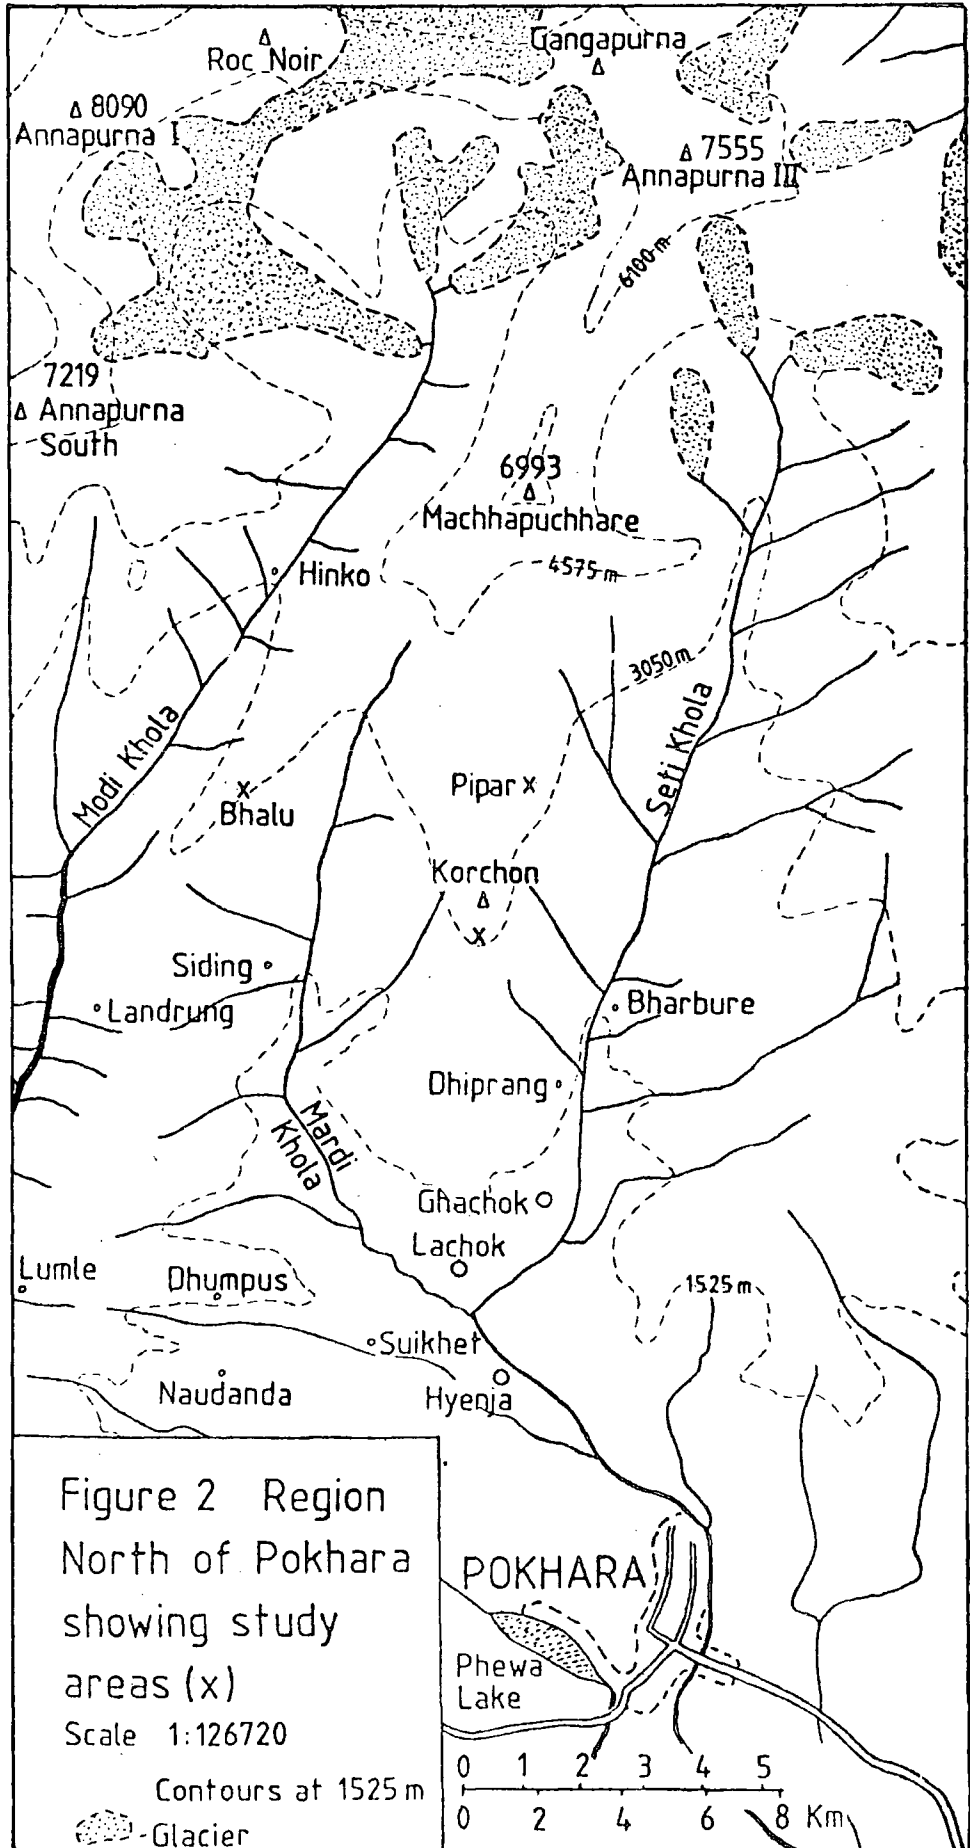 Roc Noir
Gangapurna
8090
Annapurna I
7555
Annapurna III
6100 m
7219
Annapurna
South
6993
Machhapuchhare
4575 m
Hinko
3050 m
Modi Khola
Seti Khola
x
Bhalu
Pipar x
Korchon
x
Siding
Landrung
Bharbure
Dhiprang
Mardi
Khola
Ghachok
Lachok
Lumle
Dhumpus
1525 m
Suikhet
Naudanda
Hyenja
Figure 2 Region
North of Pokhara
showing study
areas (x)
Scale 1:126720
Contours at 1525 m
-Glacier
POKHARA
Phewa
Lake
0 1 2 3 4 5
0 2 4 6 8 Km